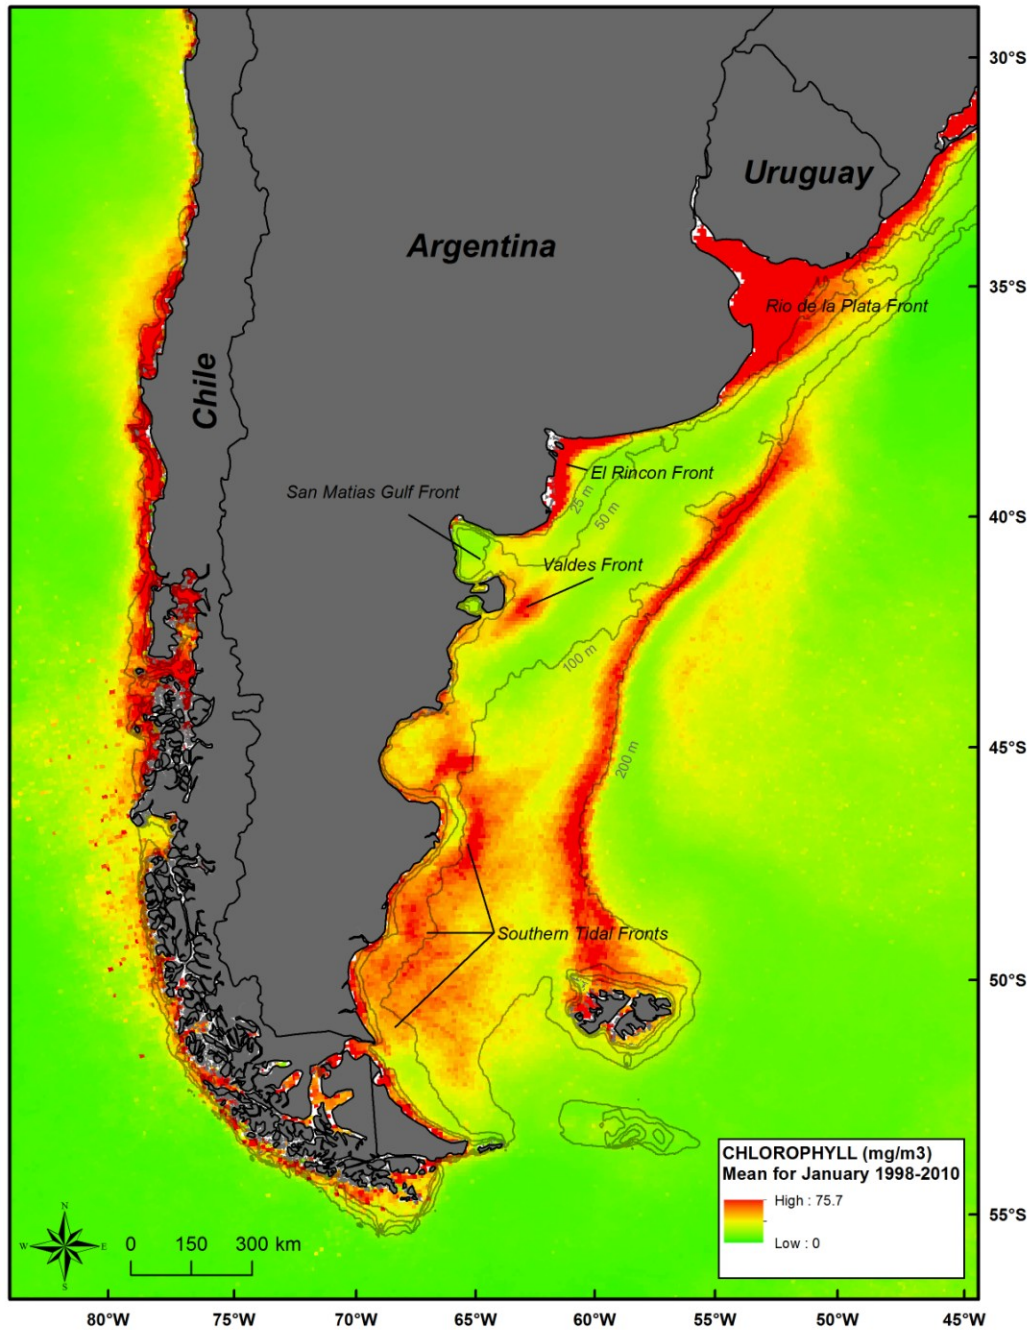 30°S
Uruguay
Argentina
35°S
Rio de la Plata Front
Chile
El Rincon Front
San Matias Gulf Front
25 m
50 m
40°S
Valdes Front
100 m
45°S
200 m
Southern Tidal Fronts
50°S
CHLOROPHYLL (mg/m3)
Mean for January 1998-2010
High : 75.7
Low : 0
55°S
N
W
E
S
0 150 300 km
80°W 75°W 70°W 65°W 60°W 55°W 50°W 45°W